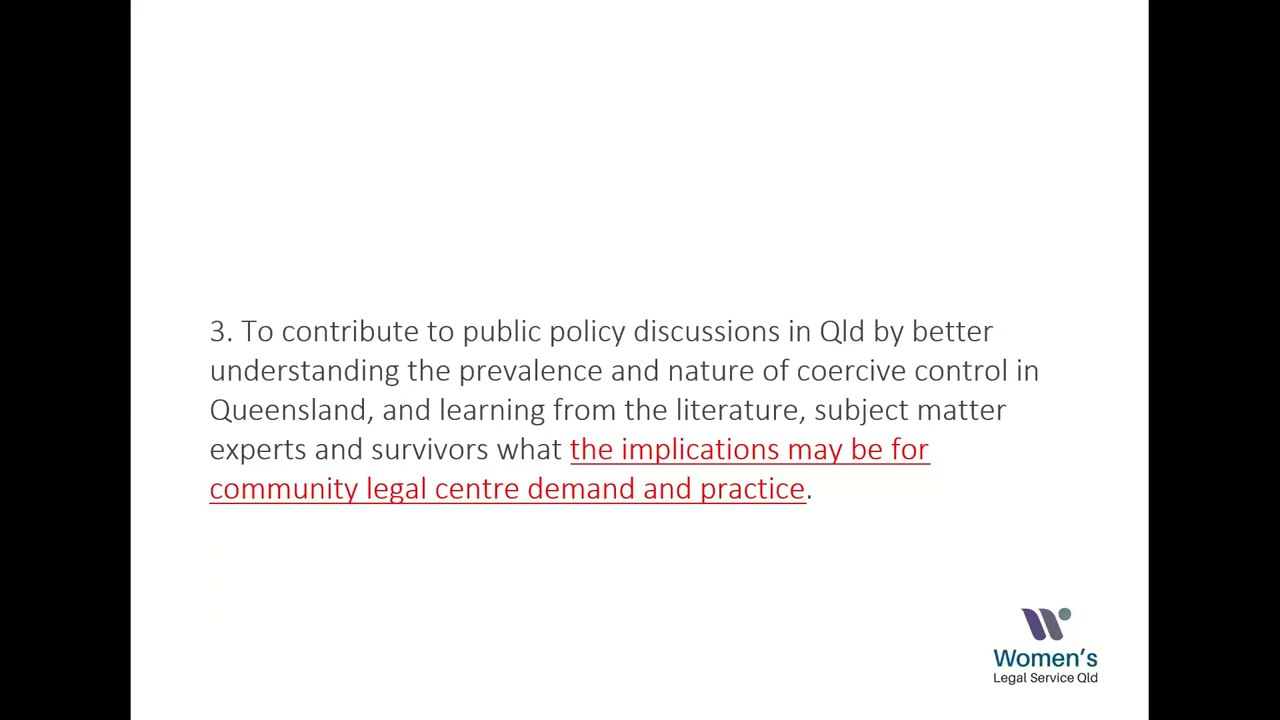 3. To contribute to public policy discussions in Qld by better
understanding the prevalence and nature of coercive control in
Queensland, and learning from the literature, subject matter
experts and survivors what the implications may be for
community legal centre demand and practice.
Women's
Legal Service Qld